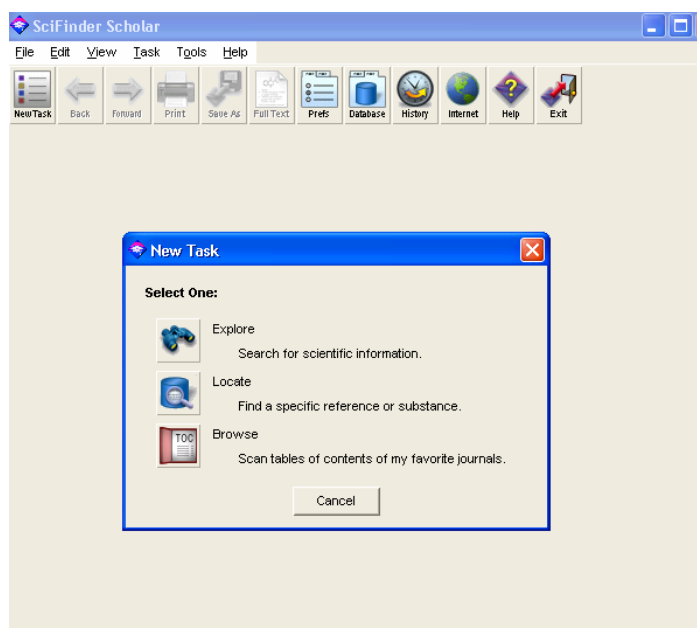 SciFinder Scholar
File Edit View Task Tools Help
New Task Back Forward Print Save As Full Text Prefs Database History Internet Help Exit
New Task
Select One:
Explore
Search for scientific information.
Locate
Find a specific reference or substance.
TOC
Browse
Scan tables of contents of my favorite journals.
Cancel